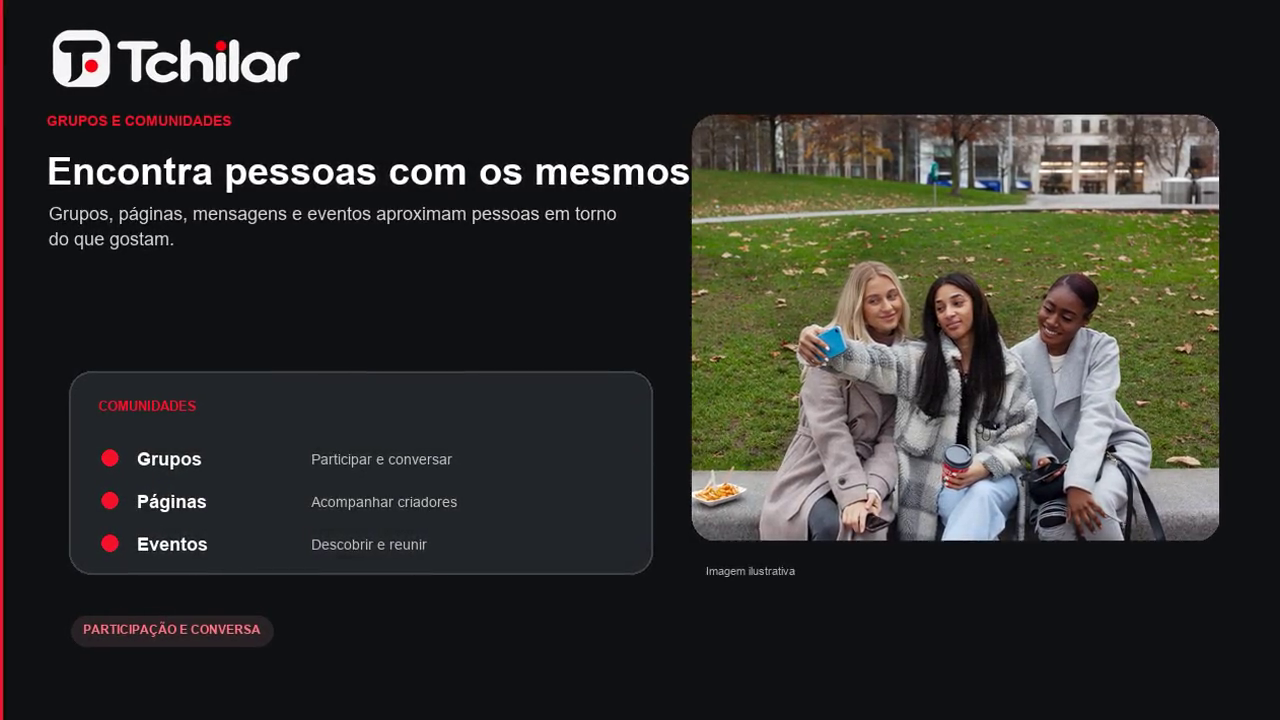 Tchilar
GRUPOS E COMUNIDADES
Encontra pessoas com os mesmos
Grupos, páginas, mensagens e eventos aproximam pessoas em torno
do que gostam.
COMUNIDADES
Grupos Participar e conversar
Páginas Acompanhar criadores
Eventos Descobrir e reunir
PARTICIPAÇÃO E CONVERSA
Imagem ilustrativa